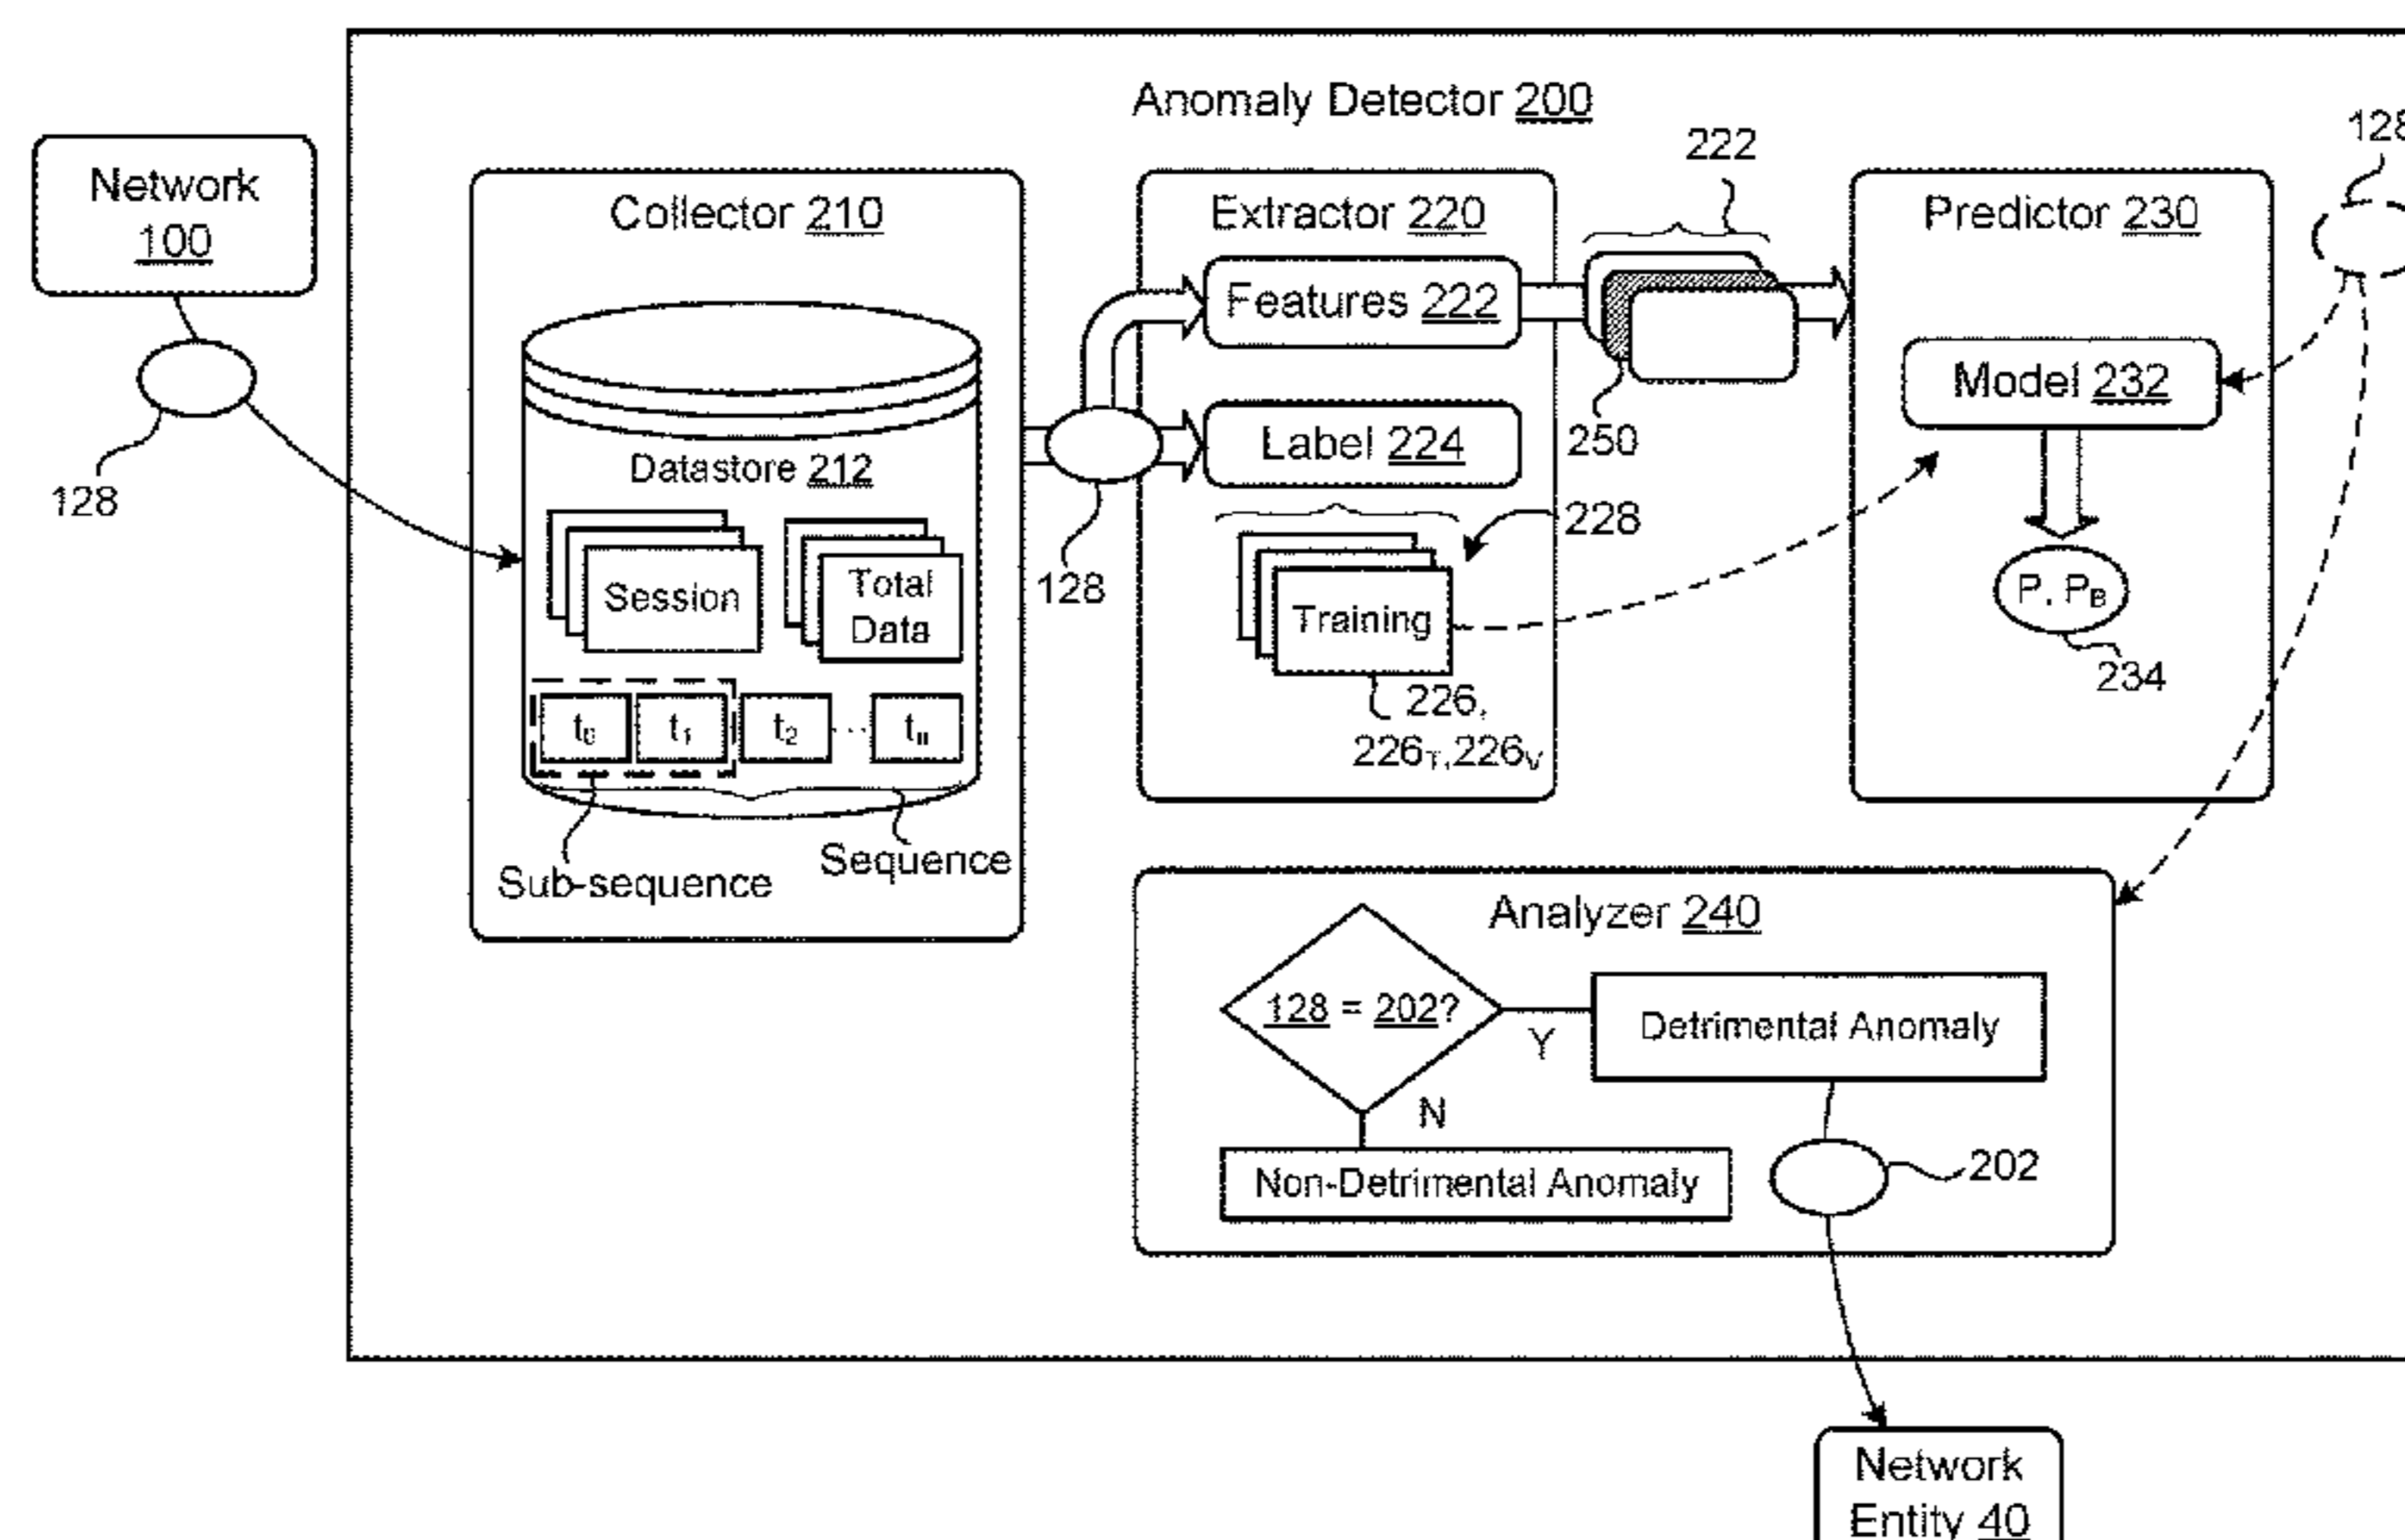 Anomaly Detector 200
Network
100
128
Collector 210
Datastore 212
Session
Total
Data
t0
t1
t2
...
tn
Sub-sequence
Sequence
128
Extractor 220
Features 222
Label 224
Training
226,
226T,226V
228
222
250
Predictor 230
Model 232
P, PB
234
128
Analyzer 240
128 = 202?
Y
Detrimental Anomaly
N
Non-Detrimental Anomaly
202
Network
Entity 40